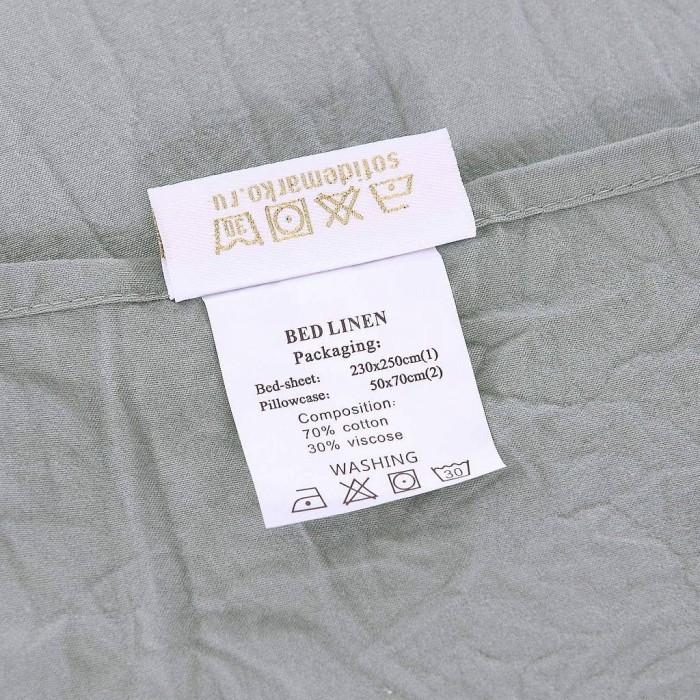 sofidemarko.ru
30
BED LINEN
Packaging:
Bed-sheet: 230x250cm(1)
Pillowcase: 50x70cm(2)
Composition:
70% cotton
30% viscose
WASHING
30